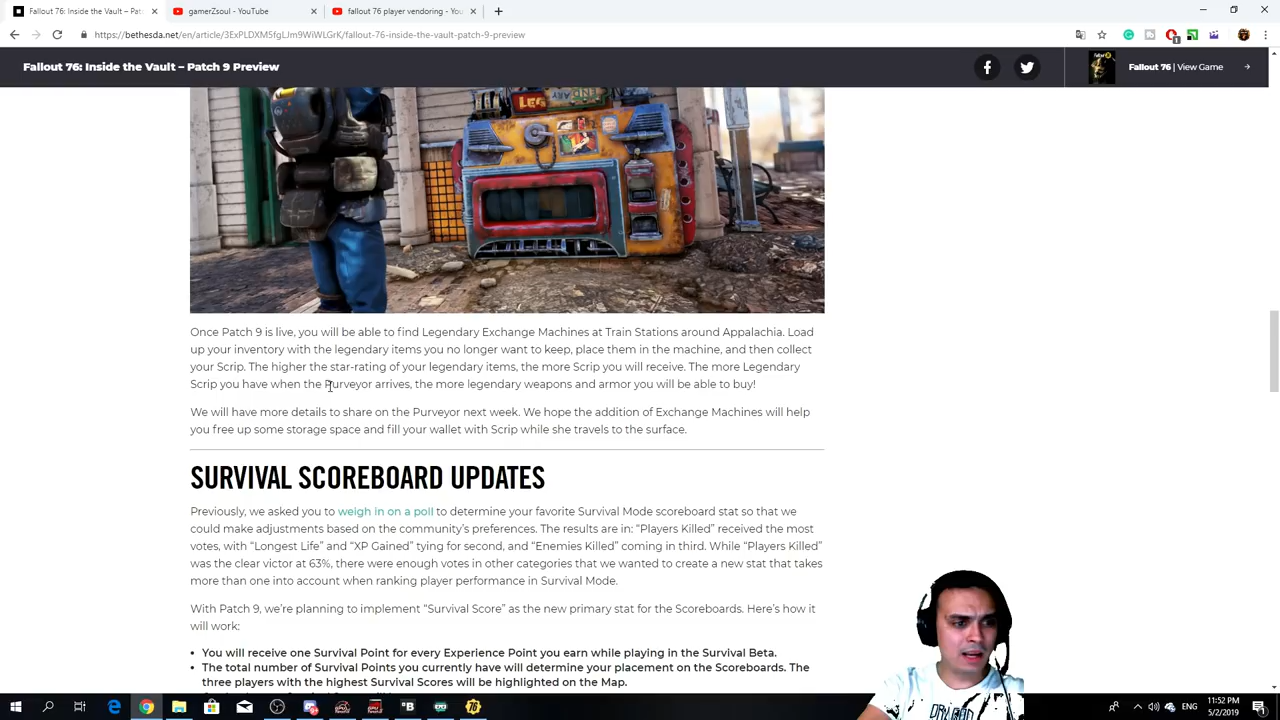 Fallout 76: Inside the Vault – Pat
gamerZsoul - YouTube
fallout 76 player vendoring - You
https://bethesda.net/en/article/3ExPLDXM5fgLJm9WiWLGrK/fallout-76-inside-the-vault-patch-9-preview
Fallout 76: Inside the Vault – Patch 9 Preview
Fallout 76 | View Game
Once Patch 9 is live, you will be able to find Legendary Exchange Machines at Train Stations around Appalachia. Load
up your inventory with the legendary items you no longer want to keep, place them in the machine, and then collect
your Scrip. The higher the star-rating of your legendary items, the more Scrip you will receive. The more Legendary
Scrip you have when the Purveyor arrives, the more legendary weapons and armor you will be able to buy!
We will have more details to share on the Purveyor next week. We hope the addition of Exchange Machines will help
you free up some storage space and fill your wallet with Scrip while she travels to the surface.
SURVIVAL SCOREBOARD UPDATES
Previously, we asked you to weigh in on a poll to determine your favorite Survival Mode scoreboard stat so that we
could make adjustments based on the community's preferences. The results are in: “Players Killed” received the most
votes, with “Longest Life” and “XP Gained” tying for second, and “Enemies Killed” coming in third. While “Players Killed”
was the clear victor at 63%, there were enough votes in other categories that we wanted to create a new stat that takes
more than one into account when ranking player performance in Survival Mode.
With Patch 9, we're planning to implement “Survival Score” as the new primary stat for the Scoreboards. Here's how it
will work:
• You will receive one Survival Point for every Experience Point you earn while playing in the Survival Beta.
• The total number of Survival Points you currently have will determine your placement on the Scoreboards. The
three players with the highest Survival Scores will be highlighted on the Map.
11:52 PM
5/2/2019